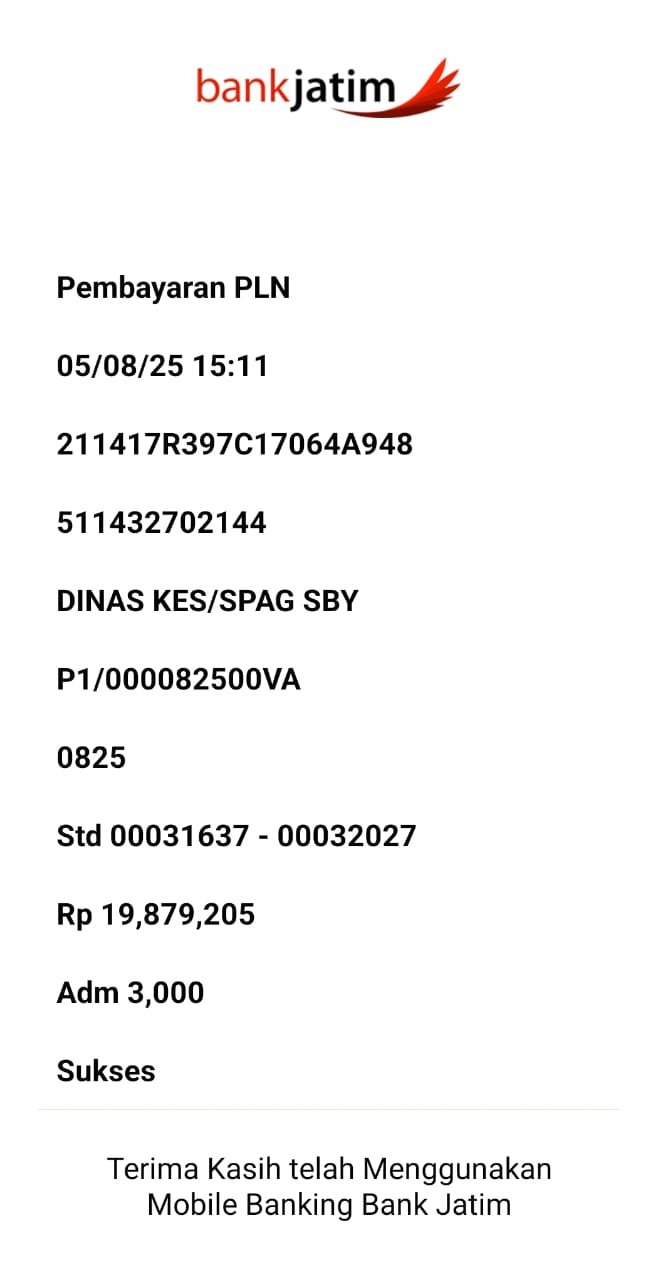 bankjatim
Pembayaran PLN
05/08/25 15:11
211417R397C17064A948
511432702144
DINAS KES/SPAG SBY
P1/000082500VA
0825
Std 00031637 - 00032027
Rp 19,879,205
Adm 3,000
Sukses
Terima Kasih telah Menggunakan
Mobile Banking Bank Jatim